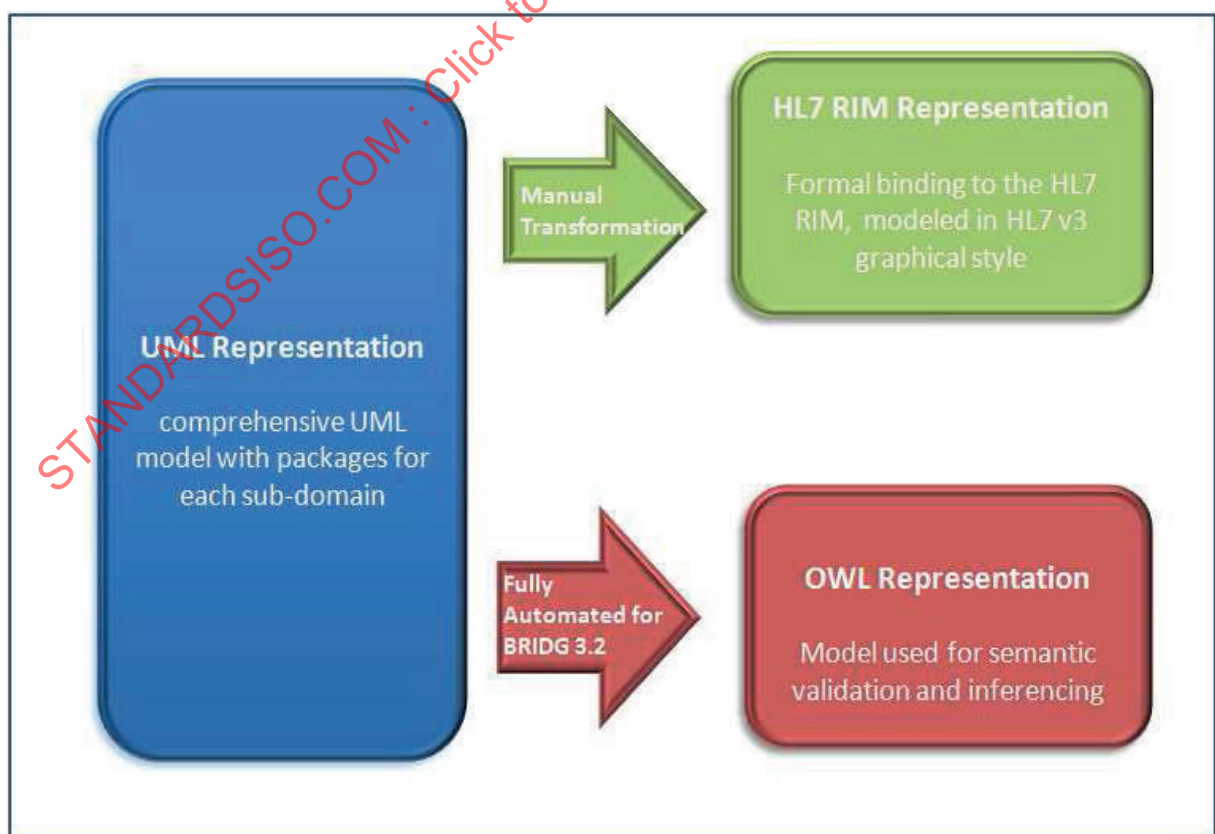 STANDARDSISO.COM : Click to
UML Representation
comprehensive UML
model with packages for
each sub-domain
Manual
Transformation
HL7 RIM Representation
Formal binding to the HL7
RIM, modeled in HL7 v3
graphical style
Fully
Automated for
BRIDG 3.2
OWL Representation
Model used for semantic
validation and inferencing